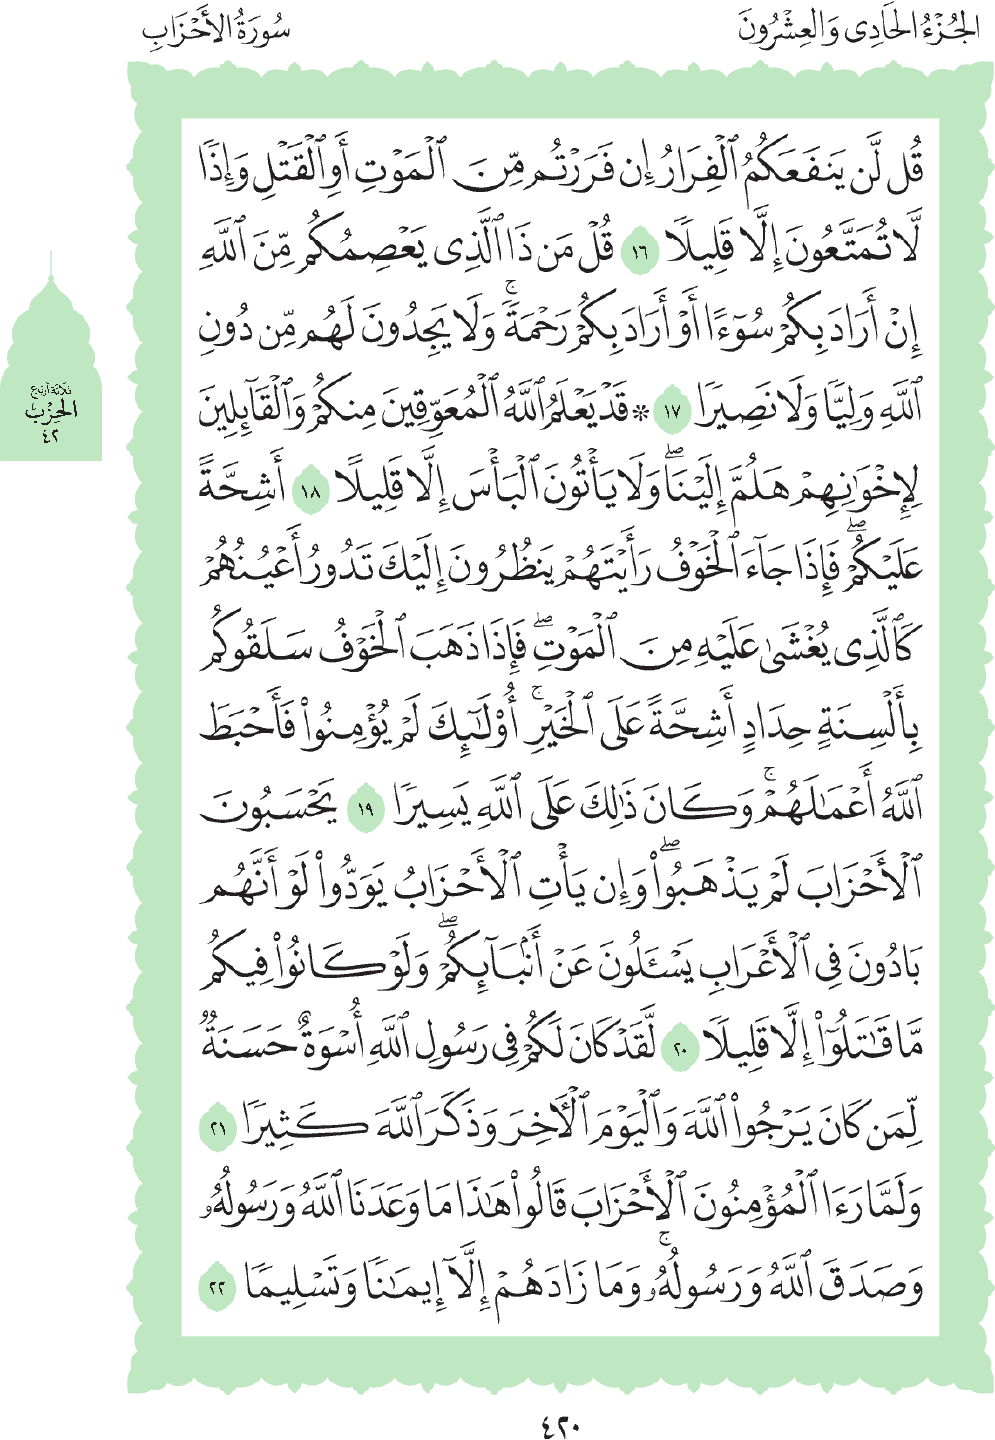 الجُزْءُ الحَادِى وَالعِشْرُونَ
سُورَةُ الأَحْزَابِ
قُل لَّن يَنفَعَكُمُ ٱلْفِرَارُ إِن فَرَرْتُم مِّنَ ٱلْمَوْتِ أَوِ ٱلْقَتْلِ وَإِذًا
لَّا تُمَتَّعُونَ إِلَّا قَلِيلًا ١٦ قُلْ مَن ذَا ٱلَّذِى يَعْصِمُكُم مِّنَ ٱللَّهِ
إِنْ أَرَادَ بِكُمْ سُوٓءًا أَوْ أَرَادَ بِكُمْ رَحْمَةً ۚ وَلَا يَجِدُونَ لَهُم مِّن دُونِ
ٱللَّهِ وَلِيًّا وَلَا نَصِيرًا ١٧ * قَدْ يَعْلَمُ ٱللَّهُ ٱلْمُعَوِّقِينَ مِنكُمْ وَٱلْقَآئِلِينَ
لِإِخْوَٰنِهِمْ هَلُمَّ إِلَيْنَا ۖ وَلَا يَأْتُونَ ٱلْبَأْسَ إِلَّا قَلِيلًا ١٨ أَشِحَّةً
عَلَيْكُمْ ۖ فَإِذَا جَآءَ ٱلْخَوْفُ رَأَيْتَهُمْ يَنظُرُونَ إِلَيْكَ تَدُورُ أَعْيُنُهُمْ
كَٱلَّذِى يُغْشَىٰ عَلَيْهِ مِنَ ٱلْمَوْتِ ۖ فَإِذَا ذَهَبَ ٱلْخَوْفُ سَلَقُوكُم
بِأَلْسِنَةٍ حِدَادٍ أَشِحَّةً عَلَى ٱلْخَيْرِ ۚ أُو۟لَٰٓئِكَ لَمْ يُؤْمِنُوا۟ فَأَحْبَطَ
ٱللَّهُ أَعْمَٰلَهُمْ ۚ وَكَانَ ذَٰلِكَ عَلَى ٱللَّهِ يَسِيرًا ١٩ يَحْسَبُونَ
ٱلْأَحْزَابَ لَمْ يَذْهَبُوا۟ ۖ وَإِن يَأْتِ ٱلْأَحْزَابُ يَوَدُّوا۟ لَوْ أَنَّهُم
بَادُونَ فِى ٱلْأَعْرَابِ يَسْـَٔلُونَ عَنْ أَنۢبَآئِكُمْ ۖ وَلَوْ كَانُوا۟ فِيكُم
مَّا قَٰتَلُوٓا۟ إِلَّا قَلِيلًا ٢٠ لَّقَدْ كَانَ لَكُمْ فِى رَسُولِ ٱللَّهِ أُسْوَةٌ حَسَنَةٌ
لِّمَن كَانَ يَرْجُوا۟ ٱللَّهَ وَٱلْيَوْمَ ٱلْـَٔاخِرَ وَذَكَرَ ٱللَّهَ كَثِيرًا ٢١
وَلَمَّا رَءَا ٱلْمُؤْمِنُونَ ٱلْأَحْزَابَ قَالُوا۟ هَٰذَا مَا وَعَدَنَا ٱللَّهُ وَرَسُولُهُۥ
وَصَدَقَ ٱللَّهُ وَرَسُولُهُۥ ۚ وَمَا زَادَهُمْ إِلَّآ إِيمَٰنًا وَتَسْلِيمًا ٢٢
ثلاثة أرباع
الحزب
٤٢
٤٢٠